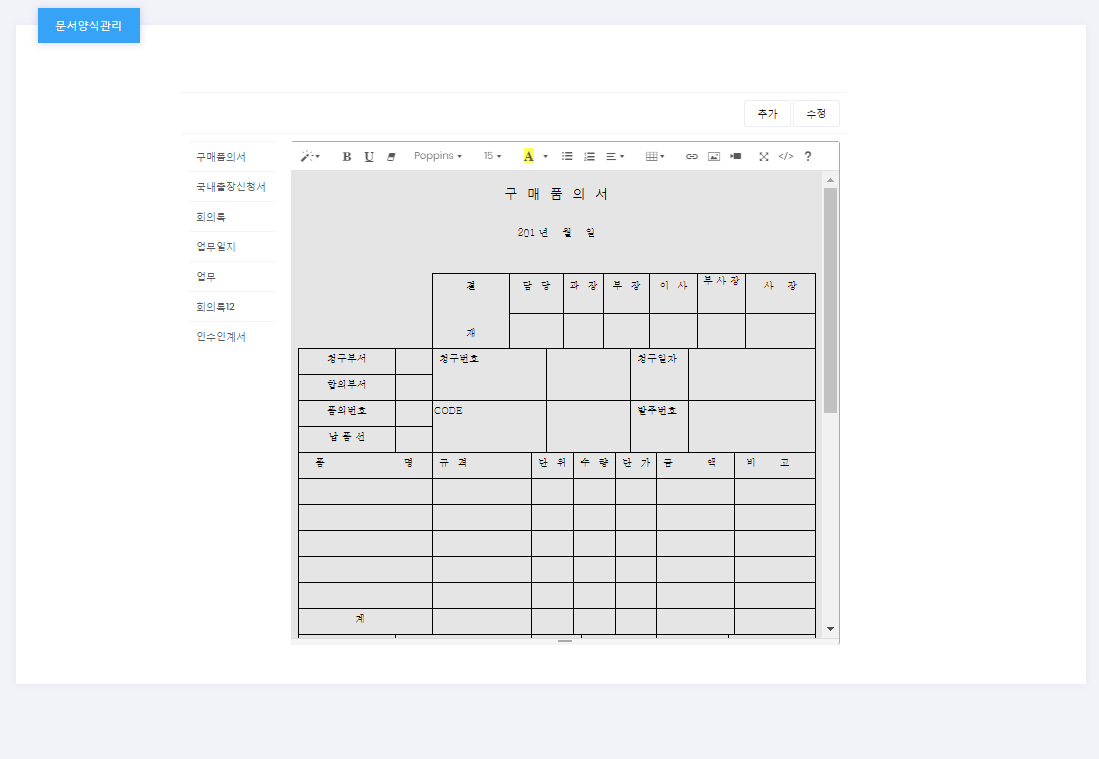 문서양식관리
추가 수정
구매품의서
국내출장신청서
회의록
업무일지
업무
회의록12
인수인계서
B U Poppins 15 A </> ?
구 매 품 의 서
201 년 월 일
결 담 당 과 장 부 장 이 사 부 사 장 사 장
재
청구부서 청구번호 청구일자
합의부서
품의번호 CODE 발주번호
납 품 선
품 명 규 격 단 위 수 량 단 가 금 액 비 고
계